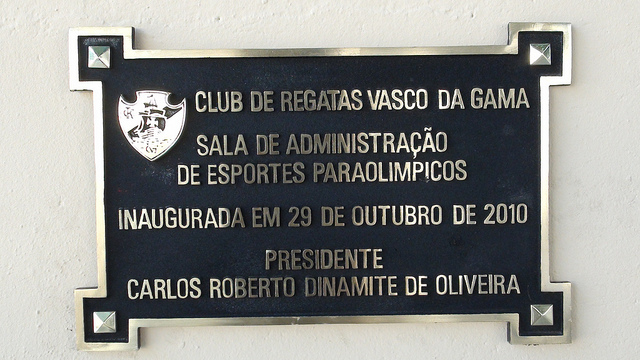 CLUB DE REGATAS VASCO DA GAMA
SALA DE ADMINISTRAÇÃO
DE ESPORTES PARAOLIMPICOS
INAUGURADA EM 29 DE OUTUBRO DE 2010
PRESIDENTE
CARLOS ROBERTO DINAMITE DE OLIVEIRA